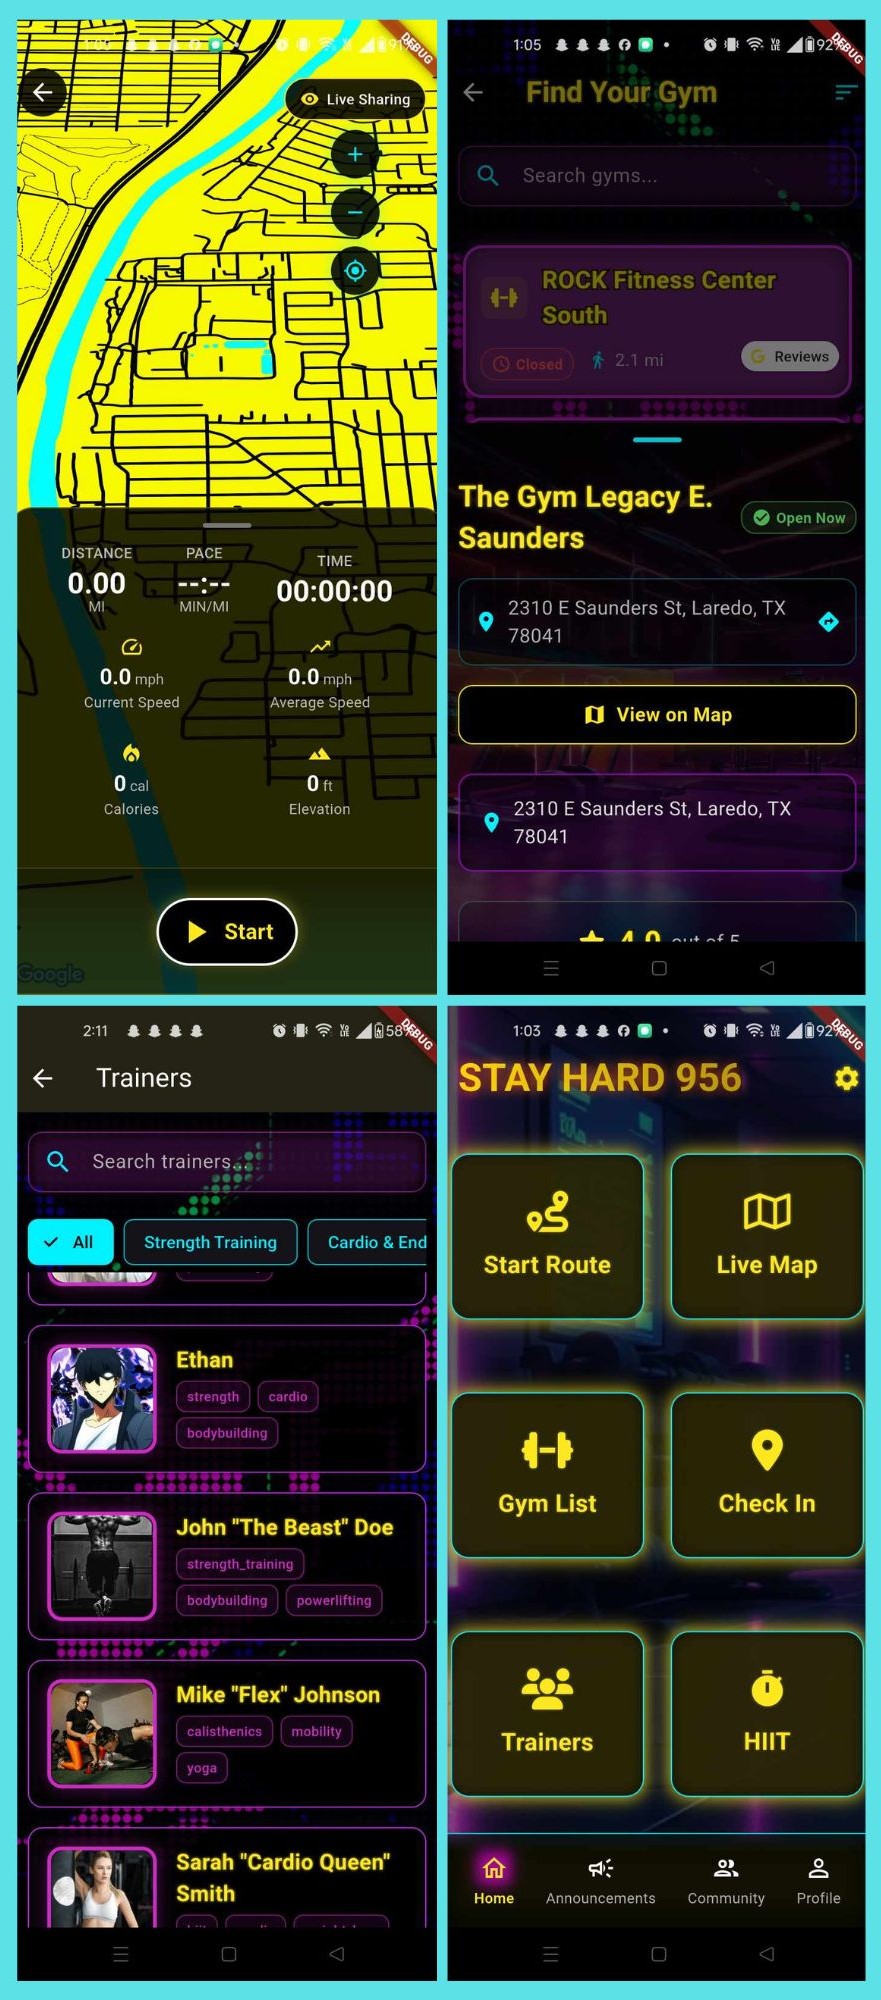 1:05
91%
DEBUG
Live Sharing
DISTANCE
0.00
MI
PACE
--:--
MIN/MI
TIME
00:00:00
0.0 mph
Current Speed
0.0 mph
Average Speed
0 cal
Calories
0 ft
Elevation
Start
Google
1:05
92%
DEBUG
Find Your Gym
Search gyms...
ROCK Fitness Center
South
Closed
2.1 mi
G Reviews
The Gym Legacy E.
Saunders
Open Now
2310 E Saunders St, Laredo, TX
78041
View on Map
2310 E Saunders St, Laredo, TX
78041
4.0 out of 5
2:11
58%
DEBUG
Trainers
Search trainers...
All
Strength Training
Cardio & End
Ethan
strength
cardio
bodybuilding
John "The Beast" Doe
strength_training
bodybuilding
powerlifting
Mike "Flex" Johnson
calisthenics
mobility
yoga
Sarah "Cardio Queen"
Smith
1:03
92%
DEBUG
STAY HARD 956
Start Route
Live Map
Gym List
Check In
Trainers
HIIT
Home
Announcements
Community
Profile